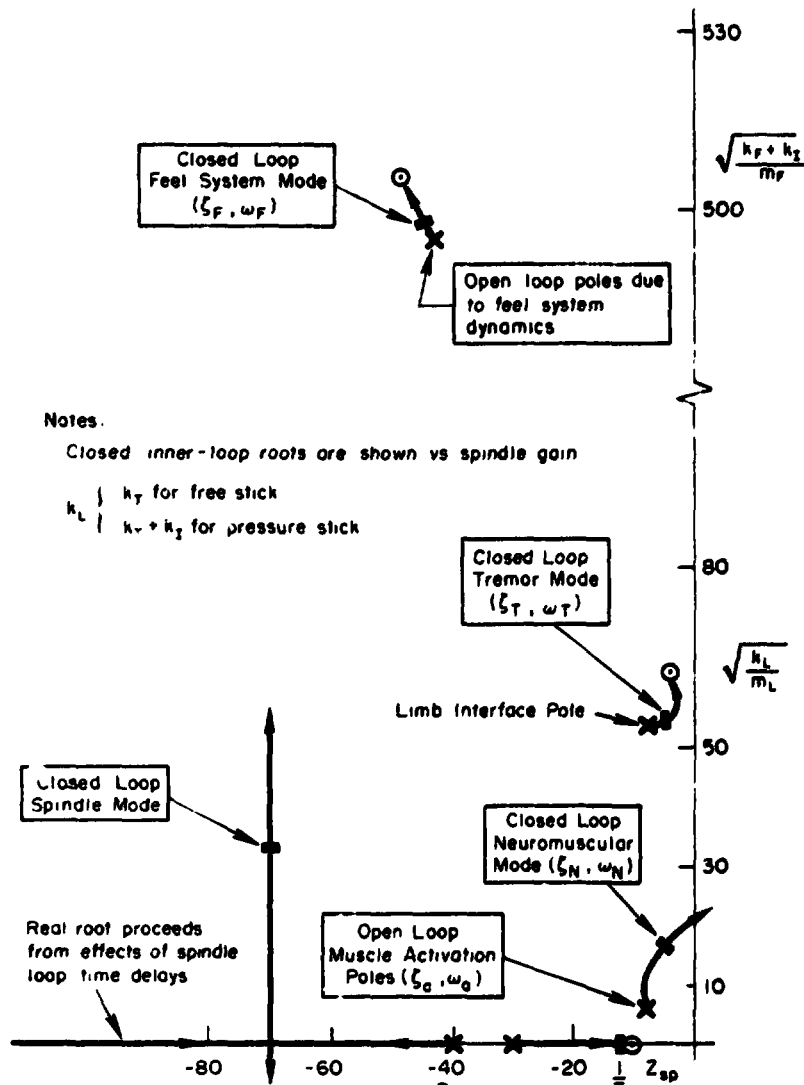 530
Closed Loop
Feel System Mode
(ζF, ωF)
√(kF + kI / mF)
500
Open loop poles due
to feel system
dynamics
Notes.
Closed inner-loop roots are shown vs spindle gain
kL { kT for free stick
kT + kI for pressure stick
80
Closed Loop
Tremor Mode
(ζT, ωT)
√(kL / mL)
Limb Interface Pole
50
Closed Loop
Spindle Mode
Closed Loop
Neuromuscular
Mode (ζN, ωN)
30
Real root proceeds
from effects of spindle
loop time delays
Open Loop
Muscle Activation
Poles (ζa, ωa)
10
-80
-60
-40
-20
Zsp